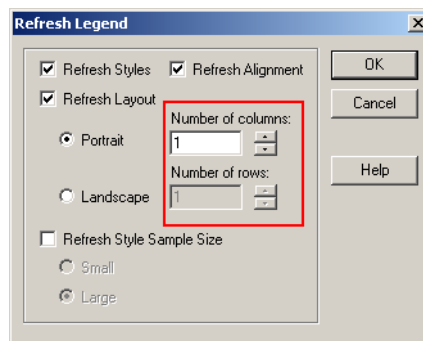 Refresh Legend
Refresh Styles Refresh Alignment
OK
Refresh Layout
Cancel
Number of columns:
Portrait 1
Number of rows:
Help
Landscape 1
Refresh Style Sample Size
Small
Large